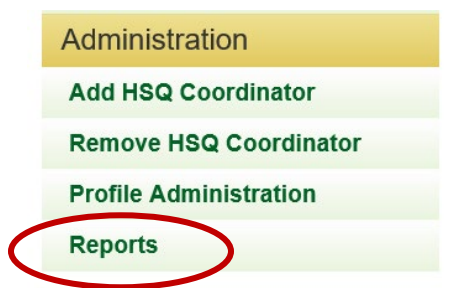 Administration
Add HSQ Coordinator
Remove HSQ Coordinator
Profile Administration
Reports